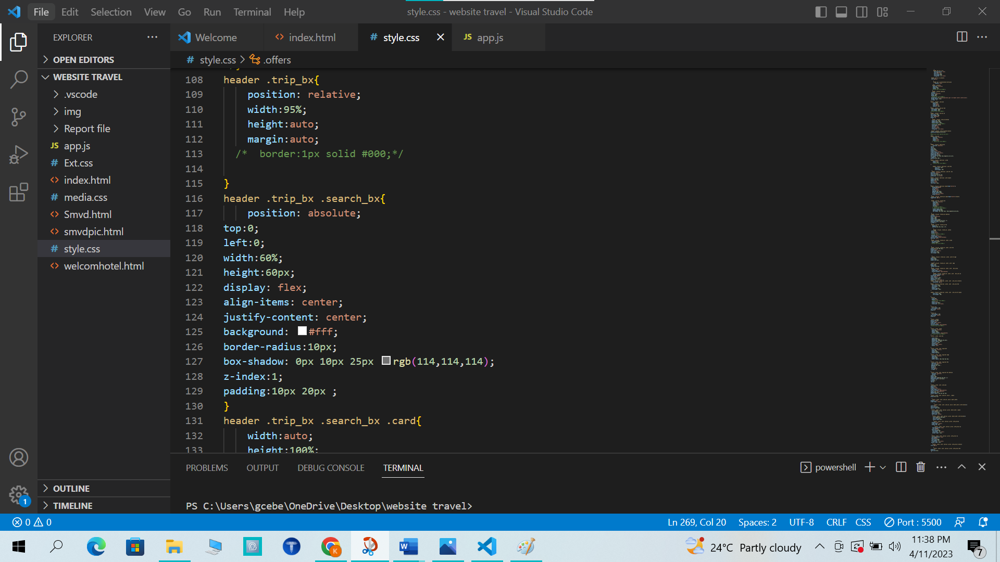 File Edit Selection View Go Run Terminal Help style.css - website travel - Visual Studio Code
EXPLORER
Welcome index.html style.css app.js
OPEN EDITORS
style.css > .offers
WEBSITE TRAVEL
.vscode
img
Report file
app.js
Ext.css
index.html
media.css
Smvd.html
smvdpic.html
style.css
welcomhotel.html
OUTLINE
TIMELINE
108 header .trip_bx{
109 position: relative;
110 width:95%;
111 height:auto;
112 margin:auto;
113 /* border:1px solid #000;*/
114
115 }
116 header .trip_bx .search_bx{
117 position: absolute;
118 top:0;
119 left:0;
120 width:60%;
121 height:60px;
122 display: flex;
123 align-items: center;
124 justify-content: center;
125 background: #fff;
126 border-radius:10px;
127 box-shadow: 0px 10px 25px rgb(114,114,114);
128 z-index:1;
129 padding:10px 20px ;
130 }
131 header .trip_bx .search_bx .card{
132 width:auto;
133 height:100%;
PROBLEMS OUTPUT DEBUG CONSOLE TERMINAL powershell
PS C:\Users\gcebe\OneDrive\Desktop\website travel>
1
0 0 Ln 269, Col 20 Spaces: 2 UTF-8 CRLF CSS Port : 5500
24°C Partly cloudy
11:38 PM
4/11/2023
7